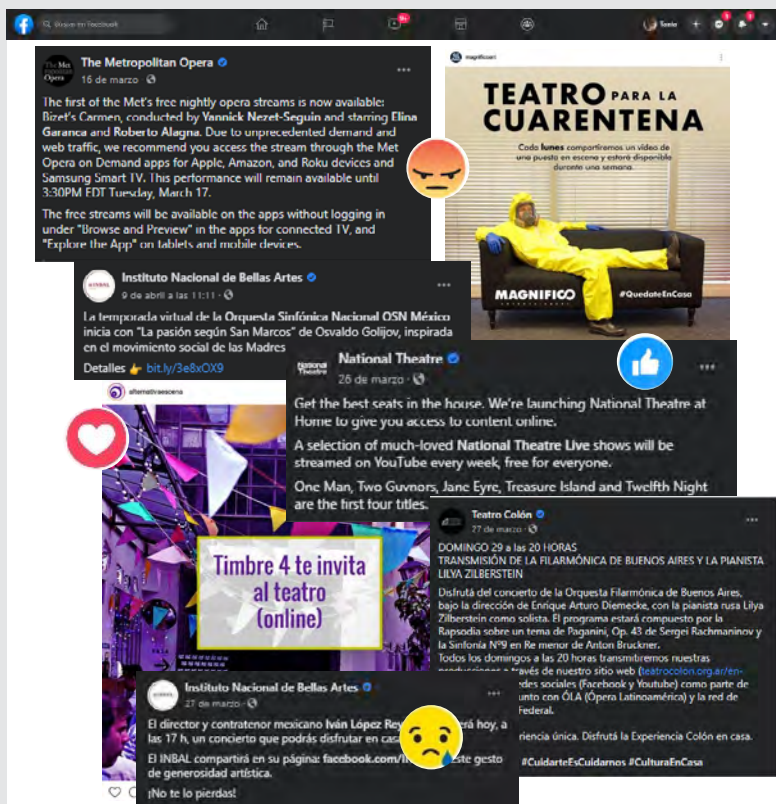 Busca en Facebook
9+
Tania
The Metropolitan Opera
16 de marzo
The first of the Met's free nightly opera streams is now available:
Bizet's Carmen, conducted by Yannick Nezet-Seguin and starring Elina
Garanca and Roberto Alagna. Due to unprecedented demand and
web traffic, we recommend you access the stream through the Met
Opera on Demand apps for Apple, Amazon, and Roku devices and
Samsung Smart TV. This performance will remain available until
3:30PM EDT Tuesday, March 17.
The free streams will be available on the apps without logging in
under "Browse and Preview" in the apps for connected TV, and
"Explore the App" on tablets and mobile devices.
magnificoent
TEATRO PARA LA
CUARENTENA
Cada lunes compartiremos un video de
una puesta en escena y estará disponible
durante una semana.
MAGNIFICO
ENTERTAINMENT
#QuedateEnCasa
INBAL
Instituto Nacional de Bellas Artes
9 de abril a las 11:11
La temporada virtual de la Orquesta Sinfónica Nacional OSN México
inicia con "La pasión según San Marcos" de Osvaldo Golijov, inspirada
en el movimiento social de las Madres
Detalles bit.ly/3e8xOX9
National Theatre
National Theatre
26 de marzo
Get the best seats in the house. We're launching National Theatre at
Home to give you access to content online.
A selection of much-loved National Theatre Live shows will be
streamed on YouTube every week, free for everyone.
One Man, Two Guvnors, Jane Eyre, Treasure Island and Twelfth Night
are the first four titles.
alternativaescena
Timbre 4 te invita
al teatro
(online)
Teatro Colón
27 de marzo
DOMINGO 29 a las 20 HORAS
TRANSMISIÓN DE LA FILARMÓNICA DE BUENOS AIRES Y LA PIANISTA
LILYA ZILBERSTEIN
Disfrutá del concierto de la Orquesta Filarmónica de Buenos Aires,
bajo la dirección de Enrique Arturo Diemecke, con la pianista rusa Lilya
Zilberstein como solista. El programa estará compuesto por la
Rapsodia sobre un tema de Paganini, Op. 43 de Sergei Rachmaninov y
la Sinfonía Nº9 en Re menor de Anton Bruckner.
Todos los domingos a las 20 horas transmitiremos nuestras
a través de nuestro sitio web (teatrocolon.org.ar/en-
edes sociales (Facebook y Youtube) como parte de
unto con ÓLA (Ópera Latinoamérica) y la red de
Federal.
riencia única. Disfrutá la Experiencia Colón en casa.
#CuidarteEsCuidarnos #CulturaEnCasa
INBAL
Instituto Nacional de Bellas Artes
27 de marzo
El director y contratenor mexicano Iván López Rey erá hoy, a
las 17 h, un concierto que podrás disfrutar en casa
El INBAL compartirá en su página: facebook.com/ este gesto
de generosidad artística.
¡No te lo pierdas!